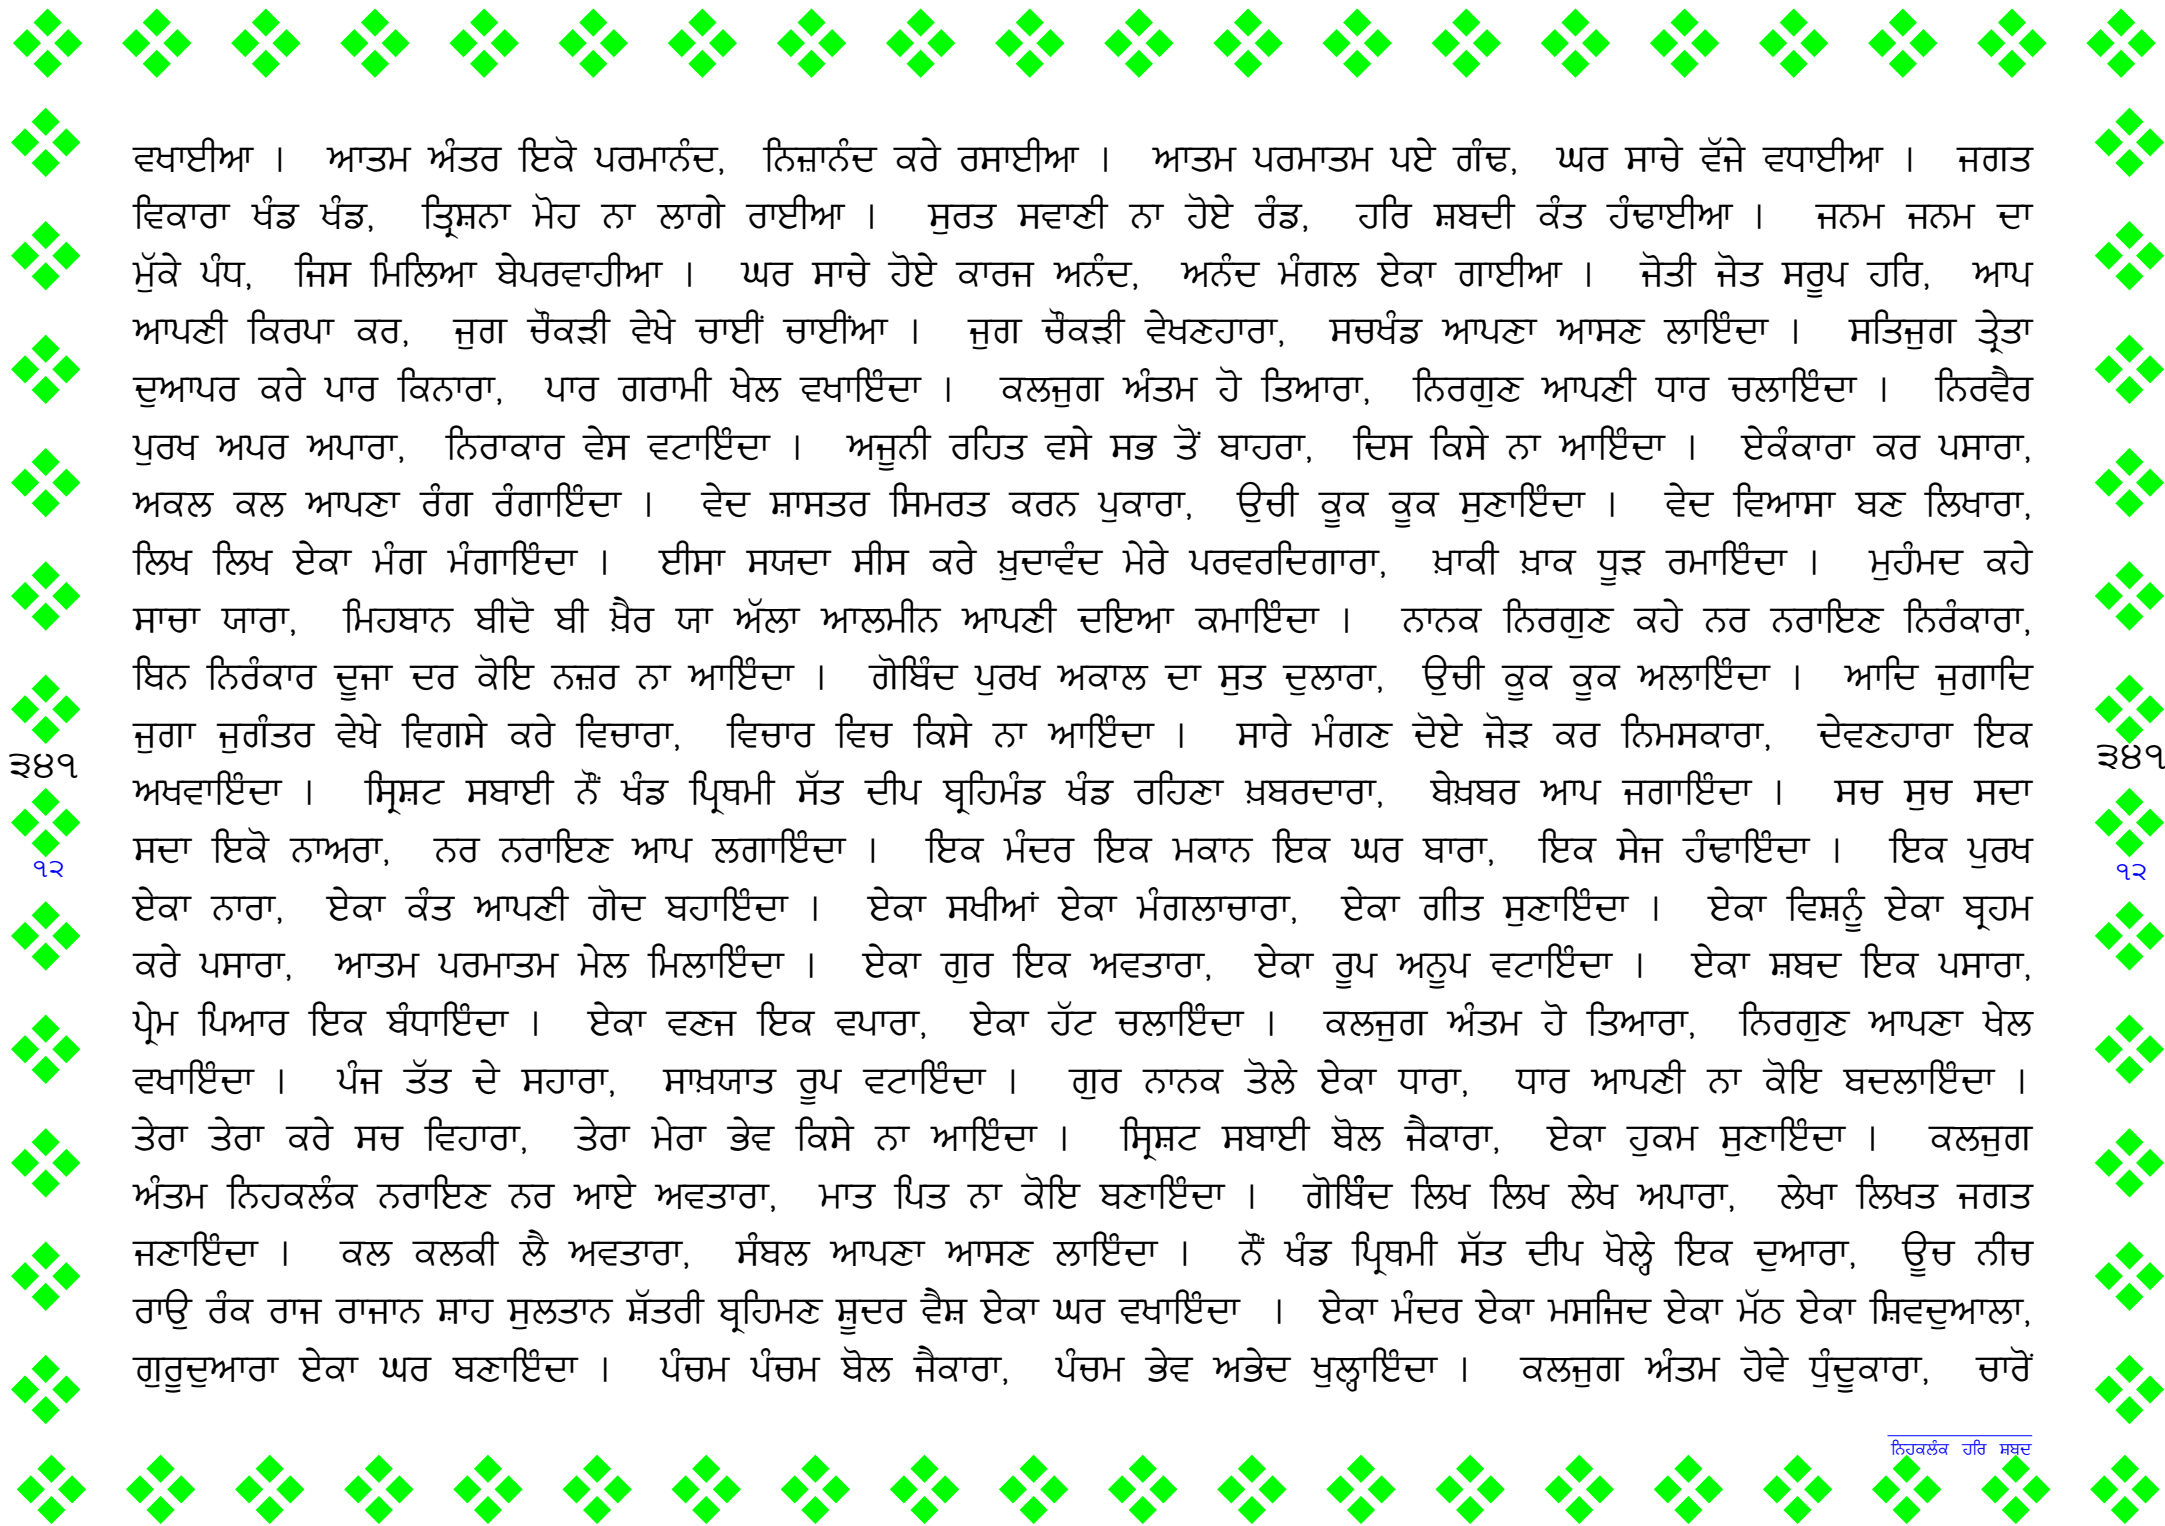 ਵਖਾਈਆ । ਆਤਮ ਅੰਤਰ ਇਕੋ ਪਰਮਾਨੰਦ, ਨਿਜ਼ਾਨੰਦ ਕਰੇ ਰਸਾਈਆ । ਆਤਮ ਪਰਮਾਤਮ ਪਏ ਗੰਢ, ਘਰ ਸਾਚੇ ਵੱਜੇ ਵਧਾਈਆ । ਜਗਤ
ਵਿਕਾਰਾ ਖੰਡ ਖੰਡ, ਤ੍ਰਿਸ਼ਨਾ ਮੋਹ ਨਾ ਲਾਗੇ ਰਾਈਆ । ਸੁਰਤ ਸਵਾਣੀ ਨਾ ਹੋਏ ਰੰਡ, ਹਰਿ ਸ਼ਬਦੀ ਕੰਤ ਹੰਢਾਈਆ । ਜਨਮ ਜਨਮ ਦਾ
ਮੁੱਕੇ ਪੰਧ, ਜਿਸ ਮਿਲਿਆ ਬੇਪਰਵਾਹੀਆ । ਘਰ ਸਾਚੇ ਹੋਏ ਕਾਰਜ ਅਨੰਦ, ਅਨੰਦ ਮੰਗਲ ਏਕਾ ਗਾਈਆ । ਜੋਤੀ ਜੋਤ ਸਰੂਪ ਹਰਿ, ਆਪ
ਆਪਣੀ ਕਿਰਪਾ ਕਰ, ਜੁਗ ਚੌਕੜੀ ਵੇਖੇ ਚਾਈਂ ਚਾਈਂਆ । ਜੁਗ ਚੌਕੜੀ ਵੇਖਣਹਾਰਾ, ਸਚਖੰਡ ਆਪਣਾ ਆਸਣ ਲਾਇੰਦਾ । ਸਤਿਜੁਗ ਤ੍ਰੇਤਾ
ਦੁਆਪਰ ਕਰੇ ਪਾਰ ਕਿਨਾਰਾ, ਪਾਰ ਗਰਾਮੀ ਖੇਲ ਵਖਾਇੰਦਾ । ਕਲਜੁਗ ਅੰਤਮ ਹੋ ਤਿਆਰਾ, ਨਿਰਗੁਣ ਆਪਣੀ ਧਾਰ ਚਲਾਇੰਦਾ । ਨਿਰਵੈਰ
ਪੁਰਖ ਅਪਰ ਅਪਾਰਾ, ਨਿਰਾਕਾਰ ਵੇਸ ਵਟਾਇੰਦਾ । ਅਜੂਨੀ ਰਹਿਤ ਵਸੇ ਸਭ ਤੋਂ ਬਾਹਰਾ, ਦਿਸ ਕਿਸੇ ਨਾ ਆਇੰਦਾ । ਏਕੰਕਾਰਾ ਕਰ ਪਸਾਰਾ,
ਅਕਲ ਕਲ ਆਪਣਾ ਰੰਗ ਰੰਗਾਇੰਦਾ । ਵੇਦ ਸ਼ਾਸਤਰ ਸਿਮਰਤ ਕਰਨ ਪੁਕਾਰਾ, ਉਚੀ ਕੂਕ ਕੂਕ ਸੁਣਾਇੰਦਾ । ਵੇਦ ਵਿਆਸਾ ਬਣ ਲਿਖਾਰਾ,
ਲਿਖ ਲਿਖ ਏਕਾ ਮੰਗ ਮੰਗਾਇੰਦਾ । ਈਸਾ ਸਯਦਾ ਸੀਸ ਕਰੇ ਖ਼ੁਦਾਵੰਦ ਮੇਰੇ ਪਰਵਰਦਿਗਾਰਾ, ਖ਼ਾਕੀ ਖ਼ਾਕ ਧੂੜ ਰਮਾਇੰਦਾ । ਮੁਹੰਮਦ ਕਹੇ
ਸਾਚਾ ਯਾਰਾ, ਮਿਹਬਾਨ ਬੀਦੋ ਬੀ ਖ਼ੈਰ ਯਾ ਅੱਲਾ ਆਲਮੀਨ ਆਪਣੀ ਦਇਆ ਕਮਾਇੰਦਾ । ਨਾਨਕ ਨਿਰਗੁਣ ਕਹੇ ਨਰ ਨਰਾਇਣ ਨਿਰੰਕਾਰਾ,
ਬਿਨ ਨਿਰੰਕਾਰ ਦੂਜਾ ਦਰ ਕੋਇ ਨਜ਼ਰ ਨਾ ਆਇੰਦਾ । ਗੋਬਿੰਦ ਪੁਰਖ ਅਕਾਲ ਦਾ ਸੁਤ ਦੁਲਾਰਾ, ਉਚੀ ਕੂਕ ਕੂਕ ਅਲਾਇੰਦਾ । ਆਦਿ ਜੁਗਾਦਿ
ਜੁਗਾ ਜੁਗੰਤਰ ਵੇਖੇ ਵਿਗਸੇ ਕਰੇ ਵਿਚਾਰਾ, ਵਿਚਾਰ ਵਿਚ ਕਿਸੇ ਨਾ ਆਇੰਦਾ । ਸਾਰੇ ਮੰਗਣ ਦੋਏ ਜੋੜ ਕਰ ਨਿਮਸਕਾਰਾ, ਦੇਵਣਹਾਰਾ ਇਕ
ਅਖਵਾਇੰਦਾ । ਸ੍ਰਿਸ਼ਟ ਸਬਾਈ ਨੌਂ ਖੰਡ ਪ੍ਰਿਥਮੀ ਸੱਤ ਦੀਪ ਬ੍ਰਹਿਮੰਡ ਖੰਡ ਰਹਿਣਾ ਖ਼ਬਰਦਾਰਾ, ਬੇਖ਼ਬਰ ਆਪ ਜਗਾਇੰਦਾ । ਸਚ ਸੁਚ ਸਦਾ
ਸਦਾ ਇਕੋ ਨਾਅਰਾ, ਨਰ ਨਰਾਇਣ ਆਪ ਲਗਾਇੰਦਾ । ਇਕ ਮੰਦਰ ਇਕ ਮਕਾਨ ਇਕ ਘਰ ਬਾਰਾ, ਇਕ ਸੇਜ ਹੰਢਾਇੰਦਾ । ਇਕ ਪੁਰਖ
ਏਕਾ ਨਾਰਾ, ਏਕਾ ਕੰਤ ਆਪਣੀ ਗੋਦ ਬਹਾਇੰਦਾ । ਏਕਾ ਸਖੀਆਂ ਏਕਾ ਮੰਗਲਾਚਾਰਾ, ਏਕਾ ਗੀਤ ਸੁਣਾਇੰਦਾ । ਏਕਾ ਵਿਸ਼ਨੂੰ ਏਕਾ ਬ੍ਰਹਮ
ਕਰੇ ਪਸਾਰਾ, ਆਤਮ ਪਰਮਾਤਮ ਮੇਲ ਮਿਲਾਇੰਦਾ । ਏਕਾ ਗੁਰ ਇਕ ਅਵਤਾਰਾ, ਏਕਾ ਰੂਪ ਅਨੂਪ ਵਟਾਇੰਦਾ । ਏਕਾ ਸ਼ਬਦ ਇਕ ਪਸਾਰਾ,
ਪ੍ਰੇਮ ਪਿਆਰ ਇਕ ਬੰਧਾਇੰਦਾ । ਏਕਾ ਵਣਜ ਇਕ ਵਪਾਰਾ, ਏਕਾ ਹੱਟ ਚਲਾਇੰਦਾ । ਕਲਜੁਗ ਅੰਤਮ ਹੋ ਤਿਆਰਾ, ਨਿਰਗੁਣ ਆਪਣਾ ਖੇਲ
੩੪੧ ੩੪੧
੧੨ ੧੨
ਵਖਾਇੰਦਾ । ਪੰਜ ਤੱਤ ਦੇ ਸਹਾਰਾ, ਸਾਖ਼ਯਾਤ ਰੂਪ ਵਟਾਇੰਦਾ । ਗੁਰ ਨਾਨਕ ਤੋਲੇ ਏਕਾ ਧਾਰਾ, ਧਾਰ ਆਪਣੀ ਨਾ ਕੋਇ ਬਦਲਾਇੰਦਾ ।
ਤੇਰਾ ਤੇਰਾ ਕਰੇ ਸਚ ਵਿਹਾਰਾ, ਤੇਰਾ ਮੇਰਾ ਭੇਵ ਕਿਸੇ ਨਾ ਆਇੰਦਾ । ਸ੍ਰਿਸ਼ਟ ਸਬਾਈ ਬੋਲ ਜੈਕਾਰਾ, ਏਕਾ ਹੁਕਮ ਸੁਣਾਇੰਦਾ । ਕਲਜੁਗ
ਅੰਤਮ ਨਿਹਕਲੰਕ ਨਰਾਇਣ ਨਰ ਆਏ ਅਵਤਾਰਾ, ਮਾਤ ਪਿਤ ਨਾ ਕੋਇ ਬਣਾਇੰਦਾ । ਗੋਬਿੰਦ ਲਿਖ ਲਿਖ ਲੇਖ ਅਪਾਰਾ, ਲੇਖਾ ਲਿਖਤ ਜਗਤ
ਜਣਾਇੰਦਾ । ਕਲ ਕਲਕੀ ਲੈ ਅਵਤਾਰਾ, ਸੰਬਲ ਆਪਣਾ ਆਸਣ ਲਾਇੰਦਾ । ਨੌਂ ਖੰਡ ਪ੍ਰਿਥਮੀ ਸੱਤ ਦੀਪ ਖੋਲ੍ਹੇ ਇਕ ਦੁਆਰਾ, ਊਚ ਨੀਚ
ਰਾਉ ਰੰਕ ਰਾਜ ਰਾਜਾਨ ਸ਼ਾਹ ਸੁਲਤਾਨ ਸ਼ੱਤਰੀ ਬ੍ਰਹਿਮਣ ਸ਼ੂਦਰ ਵੈਸ਼ ਏਕਾ ਘਰ ਵਖਾਇੰਦਾ । ਏਕਾ ਮੰਦਰ ਏਕਾ ਮਸਜਿਦ ਏਕਾ ਮੱਠ ਏਕਾ ਸ਼ਿਵਦੁਆਲਾ,
ਗੁਰੂਦੁਆਰਾ ਏਕਾ ਘਰ ਬਣਾਇੰਦਾ । ਪੰਚਮ ਪੰਚਮ ਬੋਲ ਜੈਕਾਰਾ, ਪੰਚਮ ਭੇਵ ਅਭੇਦ ਖੁਲ੍ਹਾਇੰਦਾ । ਕਲਜੁਗ ਅੰਤਮ ਹੋਵੇ ਧੁੰਦੂਕਾਰਾ, ਚਾਰੋਂ
ਨਿਹਕਲੰਕ ਹਰਿ ਸ਼ਬਦ